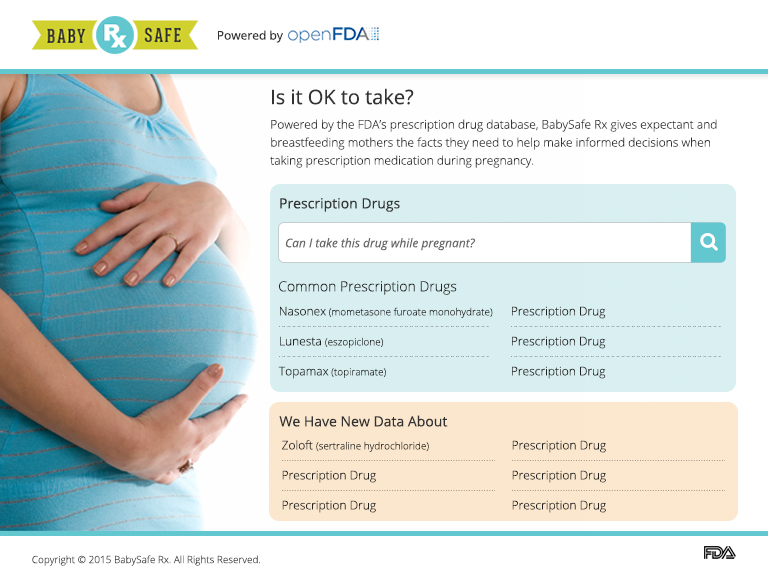 BABY Rx SAFE Powered by openFDA
Is it OK to take?
Powered by the FDA’s prescription drug database, BabySafe Rx gives expectant and
breastfeeding mothers the facts they need to help make informed decisions when
taking prescription medication during pregnancy.
Prescription Drugs
Can I take this drug while pregnant?
Common Prescription Drugs
Nasonex (mometasone furoate monohydrate) Prescription Drug
Lunesta (eszopiclone) Prescription Drug
Topamax (topiramate) Prescription Drug
We Have New Data About
Zoloft (sertraline hydrochloride) Prescription Drug
Prescription Drug Prescription Drug
Prescription Drug Prescription Drug
Copyright © 2015 BabySafe Rx. All Rights Reserved. FDA